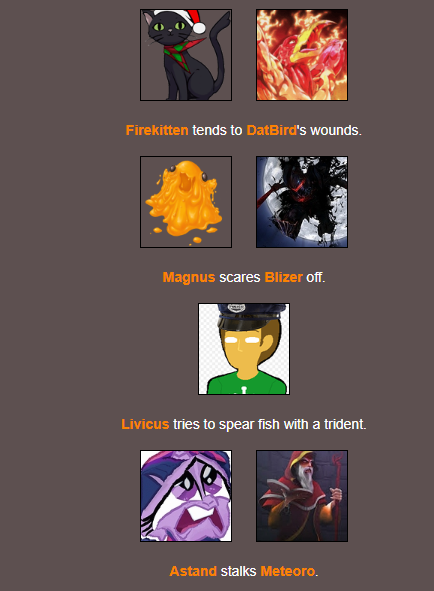 Firekitten tends to DatBird's wounds.
Magnus scares Blizer off.
Livicus tries to spear fish with a trident.
Astand stalks Meteoro.